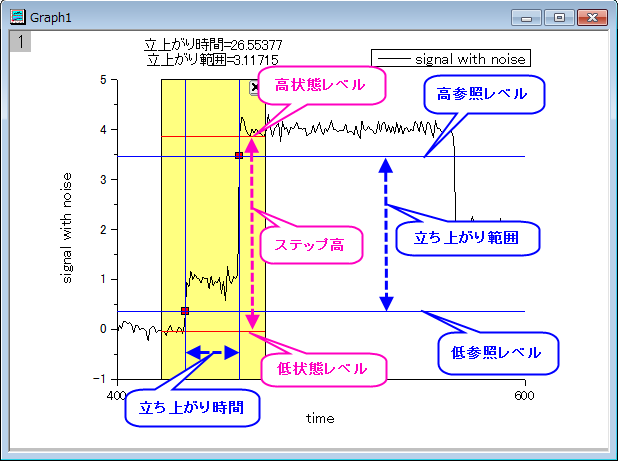 Graph1
1
立上がり時間=26.55377
立上がり範囲=3.11715
signal with noise
高状態レベル
高参照レベル
5
4
3
2
1
0
-1
signal with noise
ステップ高
立ち上がり範囲
低状態レベル
低参照レベル
立ち上がり時間
400
600
time